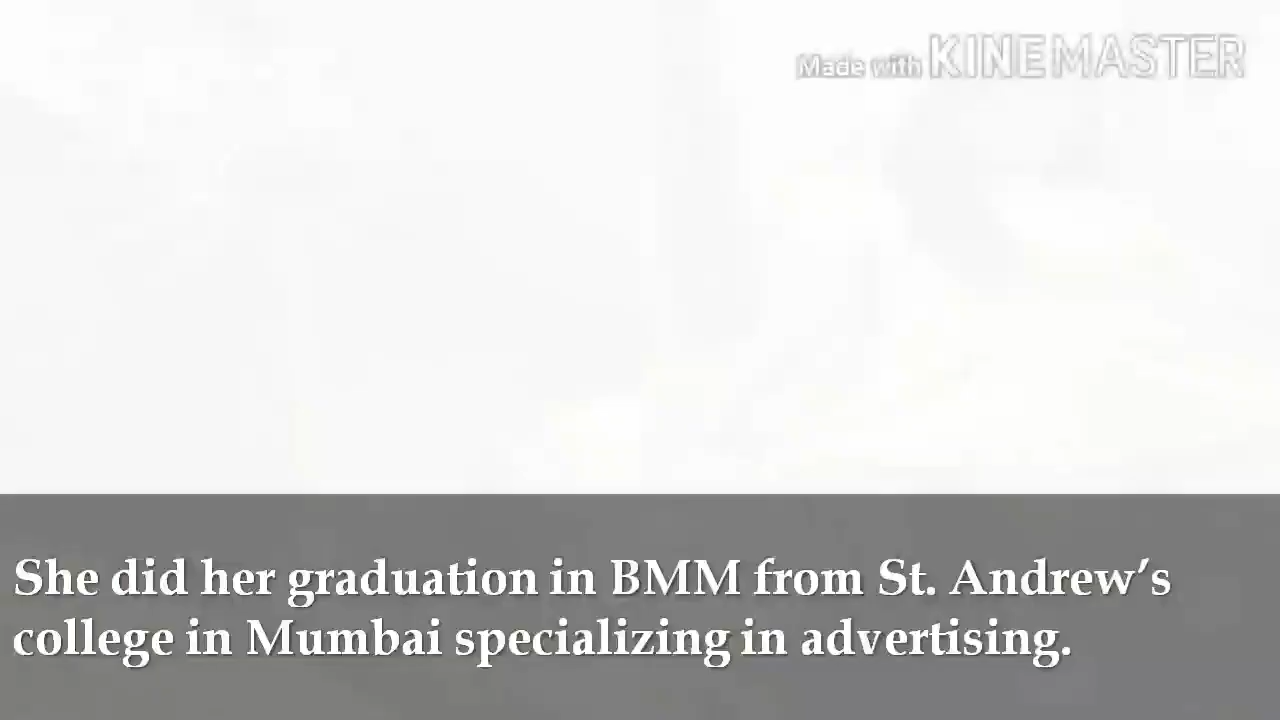 Made with KINEMASTER
She did her graduation in BMM from St. Andrew’s
college in Mumbai specializing in advertising.